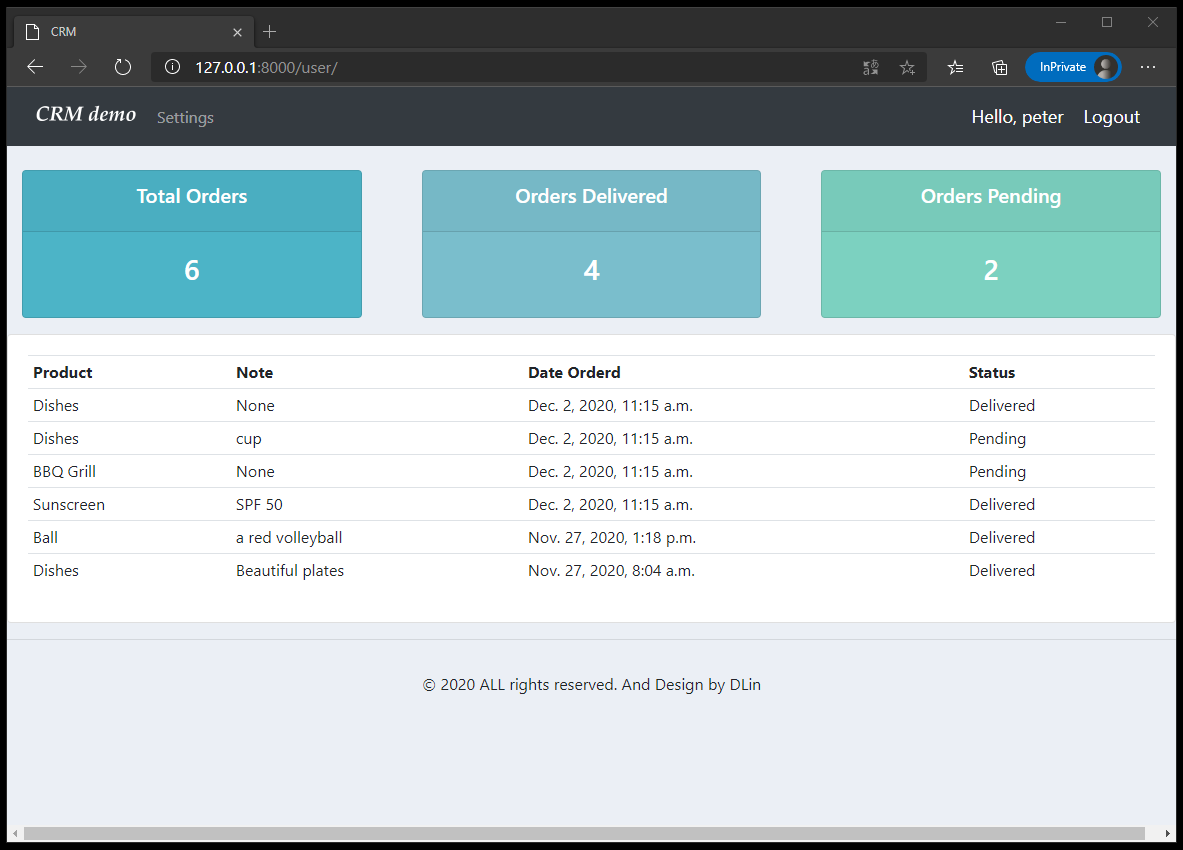 CRM
127.0.0.1:8000/user/
InPrivate
CRM demo Settings Hello, peter Logout
Total Orders Orders Delivered Orders Pending
6 4 2
Product Note Date Orderd Status
Dishes None Dec. 2, 2020, 11:15 a.m. Delivered
Dishes cup Dec. 2, 2020, 11:15 a.m. Pending
BBQ Grill None Dec. 2, 2020, 11:15 a.m. Pending
Sunscreen SPF 50 Dec. 2, 2020, 11:15 a.m. Delivered
Ball a red volleyball Nov. 27, 2020, 1:18 p.m. Delivered
Dishes Beautiful plates Nov. 27, 2020, 8:04 a.m. Delivered
© 2020 ALL rights reserved. And Design by DLin